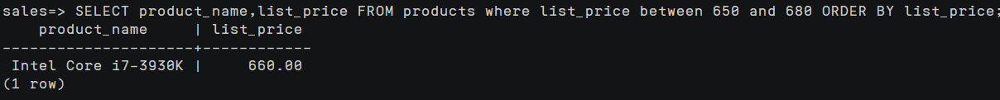 sales=> SELECT product_name,list_price FROM products where list_price between 650 and 680 ORDER BY list_price;
    product_name     | list_price
---------------------+------------
 Intel Core i7-3930K |     660.00
(1 row)